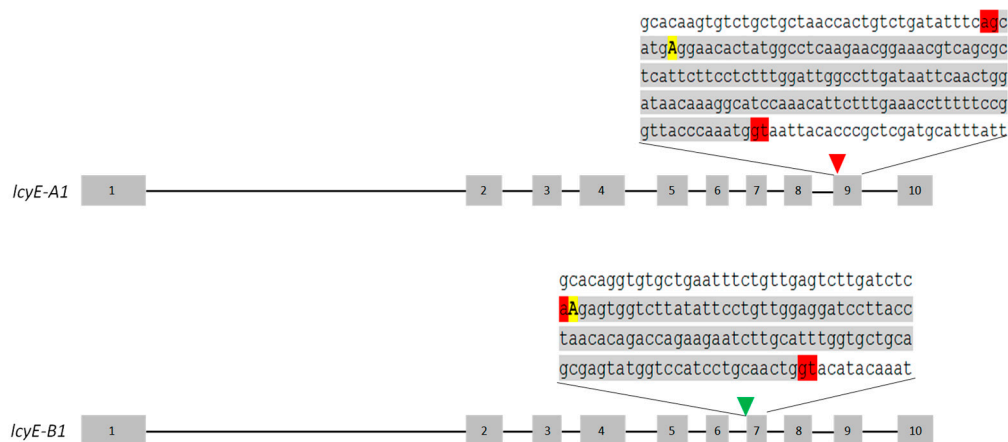 gcacaagtgtctgctgctaaccactgtctgatatttcagc
atgAggaacactatggcctcaagaacggaaacgtcagcgc
tcattcttcctctttggattggccttgataattcaactgg
ataacaaaggcatccaaacattctttgaaacctttttccg
gttacccaaatggtaattacacccgctcgatgcatttatt
lcyE-A1 1 2 3 4 5 6 7 8 9 10
gcacaggtgtgctgaatttctgttgagtcttgatctc
aAgagtggtcttatattcctgttggaggatccttacc
taacacagaccagaagaatcttgcatttggtgctgca
gcgagtatggtccatcctgcaactggtacatacaaat
lcyE-B1 1 2 3 4 5 6 7 8 9 10